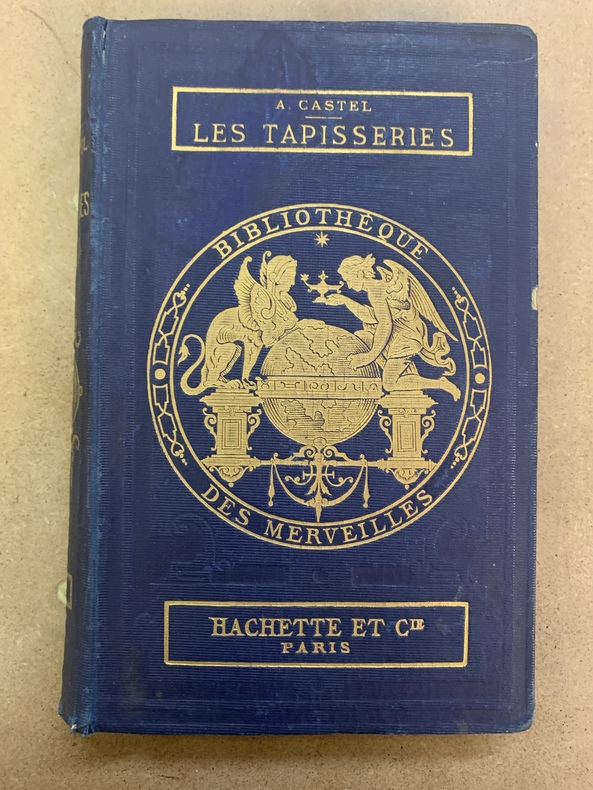 A. CASTEL
LES TAPISSERIES
BIBLIOTHÈQUE
DES MERVEILLES
HACHETTE ET CIE
PARIS